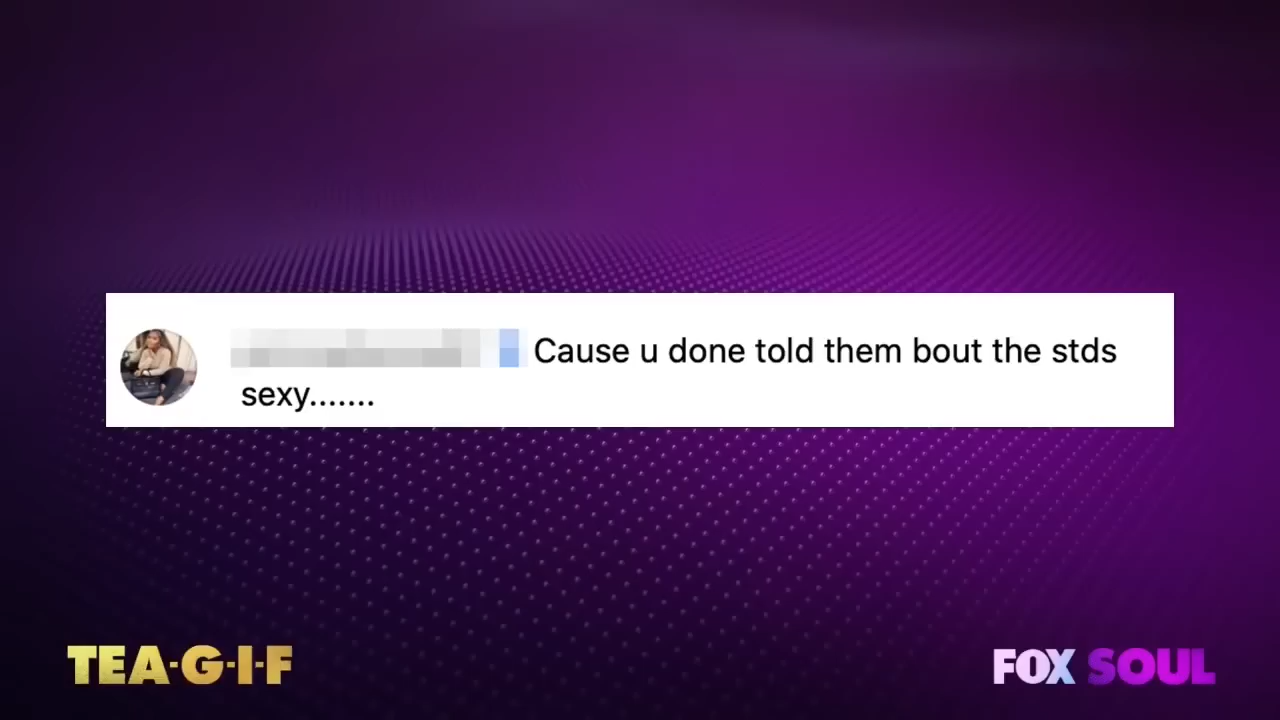 Cause u done told them bout the stds
sexy.......
TEA·G·I·F
FOX SOUL